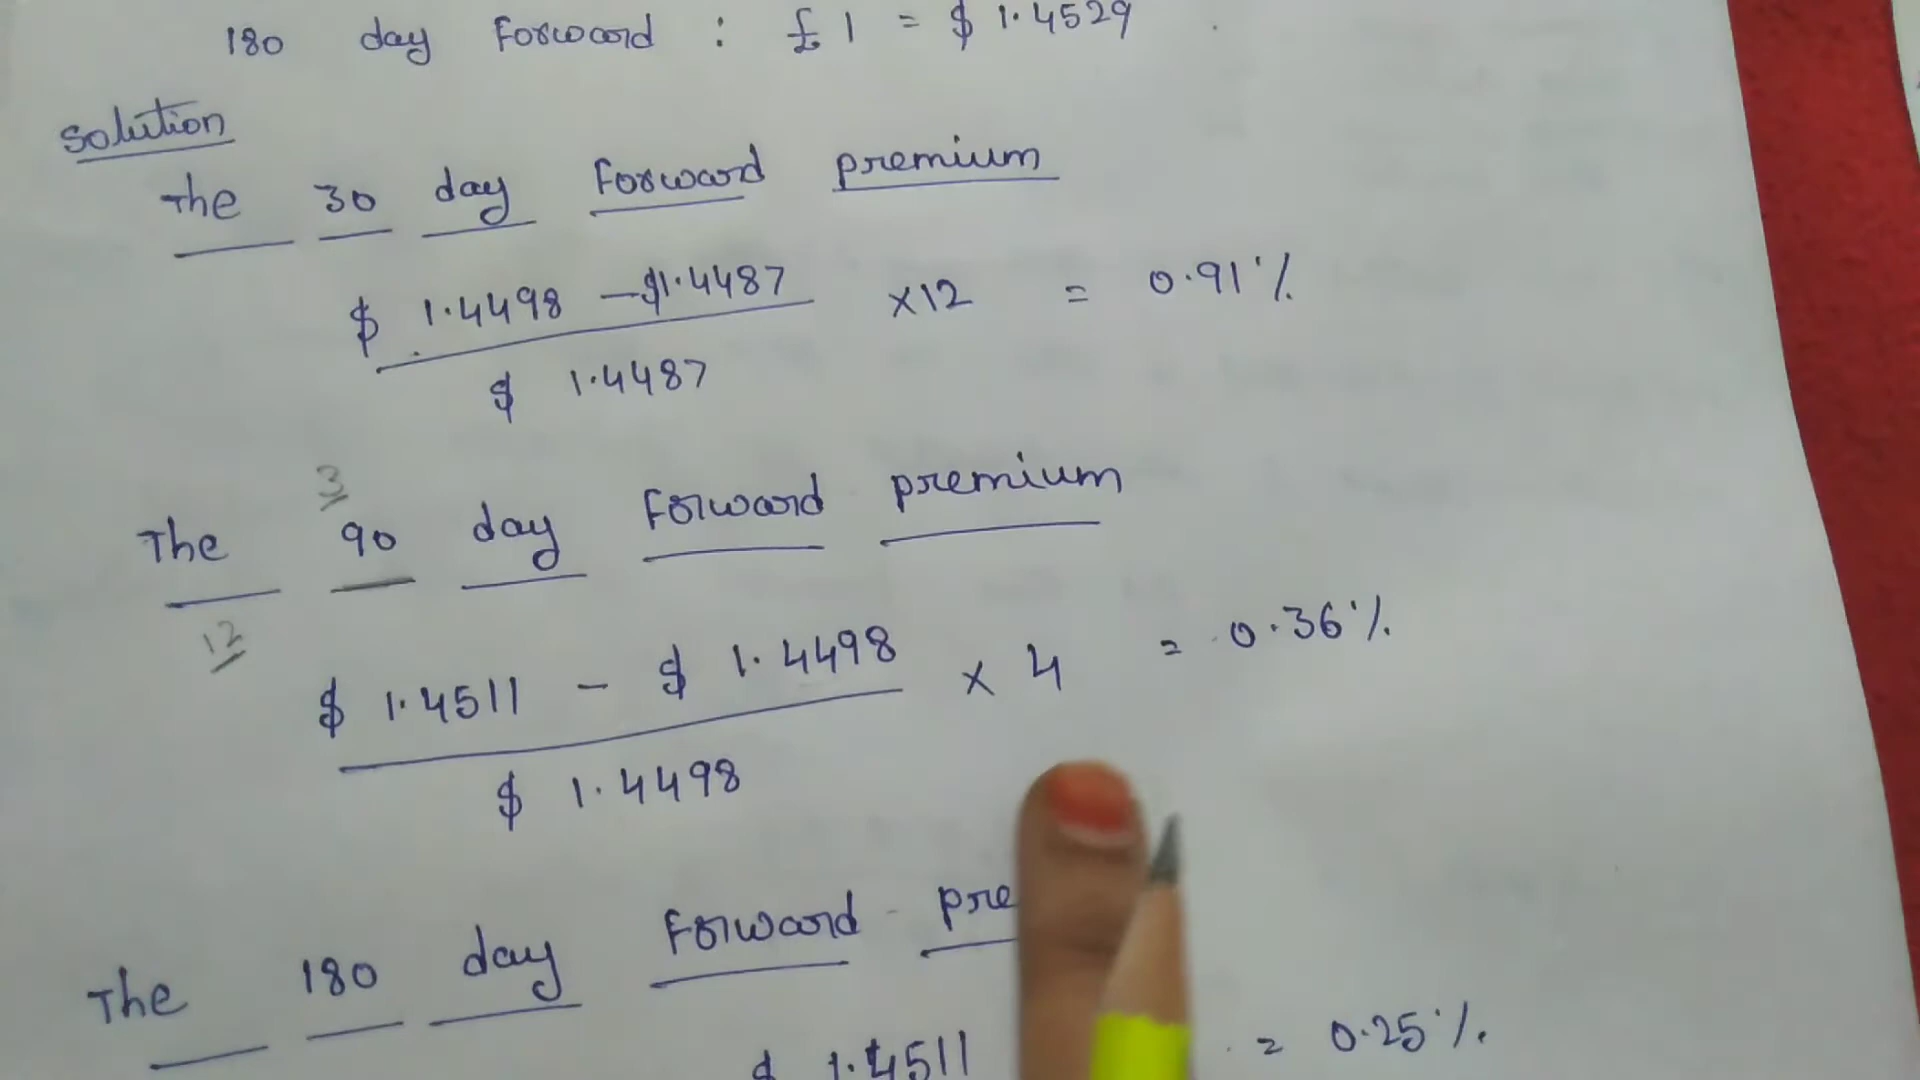 180 day Forward : £ 1 = $ 1.4529
Solution
The 30 day Forward premium
$ 1.4498 - $1.4487 × 12 = 0.91%
$ 1.4487
3
The 90 day Forward premium
12
$ 1.4511 - $ 1.4498 × 4 = 0.36%
$ 1.4498
The 180 day Forward pre
$ 1.4511 = 0.25%